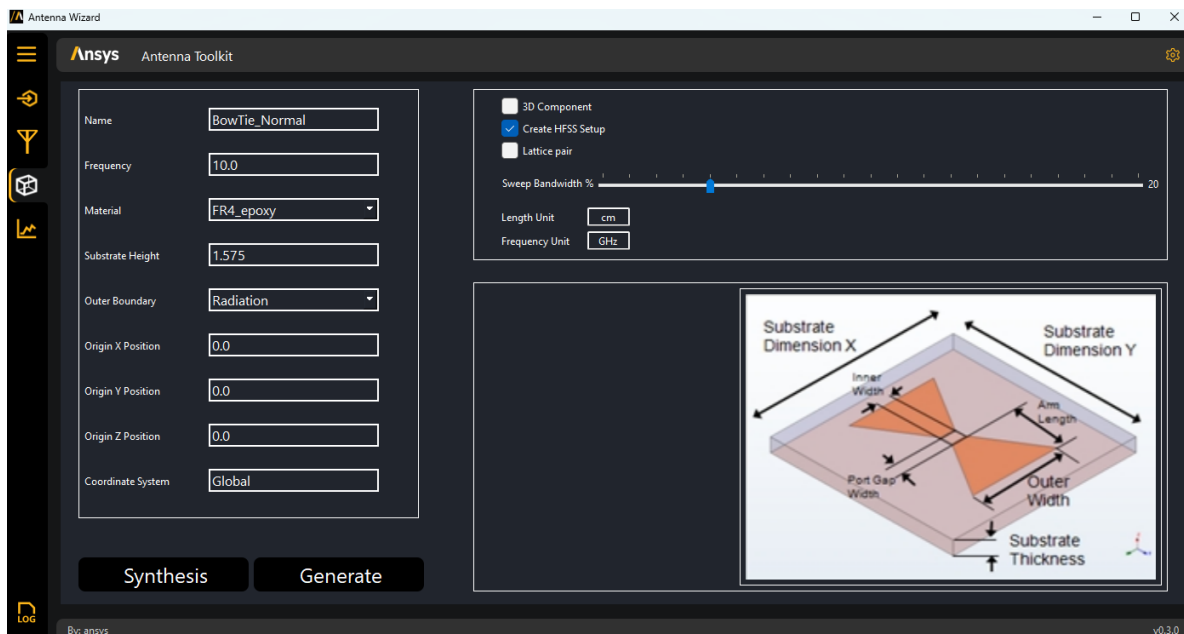 Antenna Wizard
Ansys Antenna Toolkit
Name BowTie_Normal
Frequency 10.0
Material FR4_epoxy
Substrate Height 1.575
Outer Boundary Radiation
Origin X Position 0.0
Origin Y Position 0.0
Origin Z Position 0.0
Coordinate System Global
Synthesis Generate
3D Component
Create HFSS Setup
Lattice pair
Sweep Bandwidth % 20
Length Unit cm
Frequency Unit GHz
Substrate
Dimension X
Substrate
Dimension Y
Inner
Width
Arm
Length
Port Gap
Width
Outer
Width
Substrate
Thickness
LOG
By: ansys v0.3.0